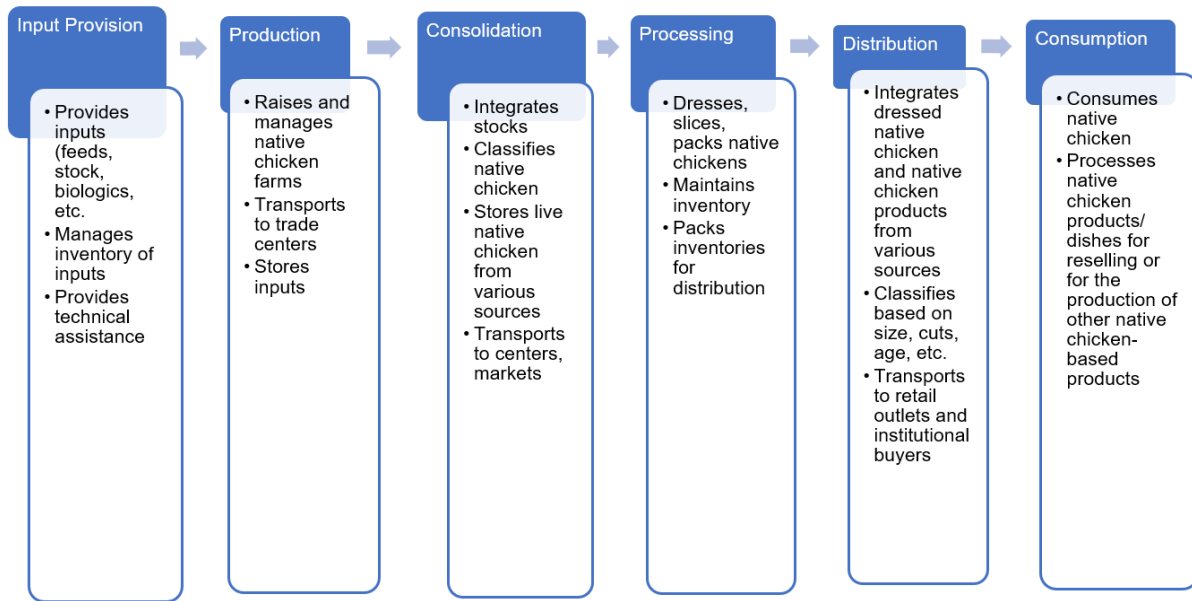 Input Provision
• Provides
inputs
(feeds,
stock,
biologics,
etc.
• Manages
inventory of
inputs
• Provides
technical
assistance
Production
• Raises and
manages
native
chicken
farms
• Transports
to trade
centers
• Stores
inputs
Consolidation
• Integrates
stocks
• Classifies
native
chicken
• Stores live
native
chicken
from
various
sources
• Transports
to centers,
markets
Processing
• Dresses,
slices,
packs native
chickens
• Maintains
inventory
• Packs
inventories
for
distribution
Distribution
• Integrates
dressed
native
chicken
and native
chicken
products
from
various
sources
• Classifies
based on
size, cuts,
age, etc.
• Transports
to retail
outlets and
institutional
buyers
Consumption
• Consumes
native
chicken
• Processes
native
chicken
products/
dishes for
reselling or
for the
production of
other native
chicken-
based
products